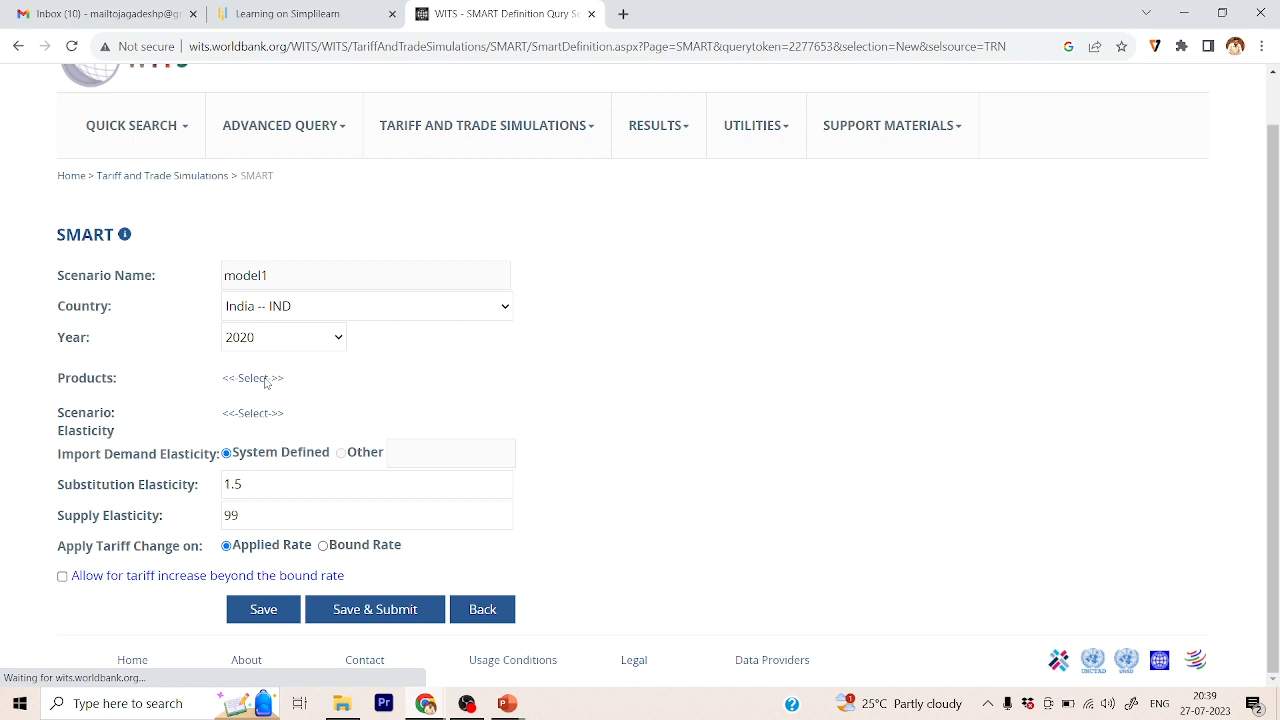 Inbox (10) - mailtojagadeesh@gr
Learning on Simplilearn
WITS - SMART Definition Qury Se
Not secure wits.worldbank.org/WITS/WITS/TariffAndTradeSimulations/SMART/SmartDefinition.aspx?Page=SMART&querytoken=2277653&selection=New&selsource=TRN
QUICK SEARCH ADVANCED QUERY TARIFF AND TRADE SIMULATIONS RESULTS UTILITIES SUPPORT MATERIALS
Home > Tariff and Trade Simulations > SMART
SMART
Scenario Name: model1
Country: India -- IND
Year: 2020
Products: <<-Select->>
Scenario: <<-Select->>
Elasticity
Import Demand Elasticity: System Defined Other
Substitution Elasticity: 1.5
Supply Elasticity: 99
Apply Tariff Change on: Applied Rate Bound Rate
Allow for tariff increase beyond the bound rate
Save Save & Submit Back
Home About Contact Usage Conditions Legal Data Providers
UNCTAD UNSD
Waiting for wits.worldbank.org...
Type here to search
Pr
25°C Partly cloudy
ENG
20:39
27-07-2023